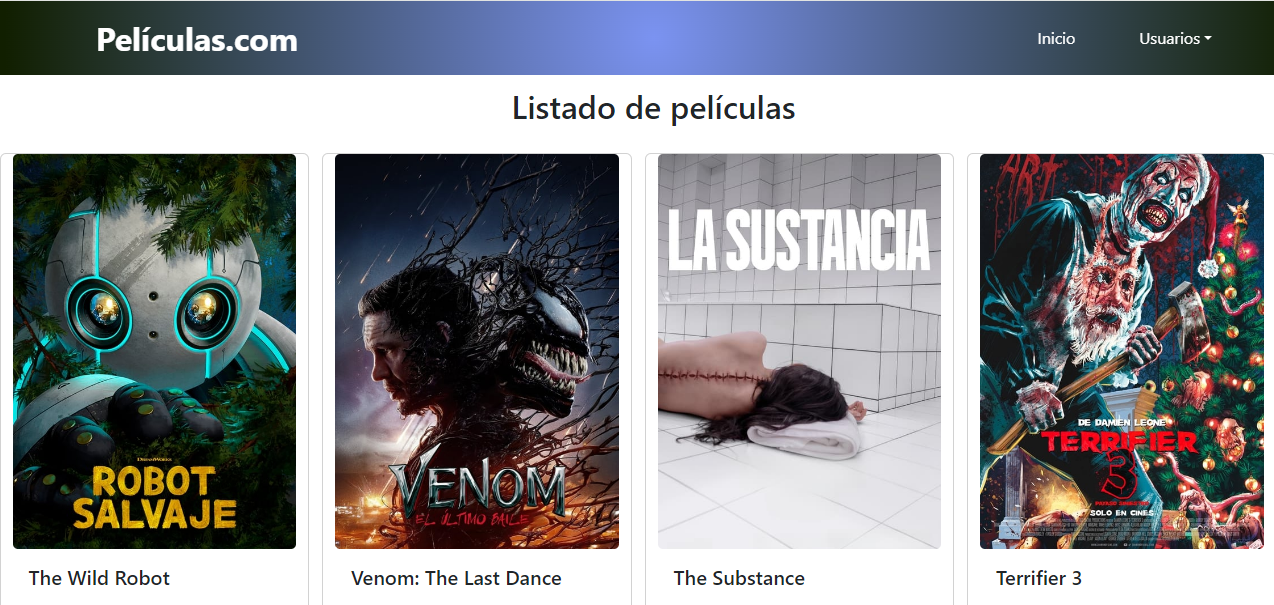 Películas.com
Inicio
Usuarios
Listado de películas
DREAMWORKS
ROBOT
SALVAJE
VENOM
EL ÚLTIMO BAILE
LA SUSTANCIA
ART
DE DAMIEN LEONE
TERRIFIER
3
SOLO EN CINES
The Wild Robot
Venom: The Last Dance
The Substance
Terrifier 3